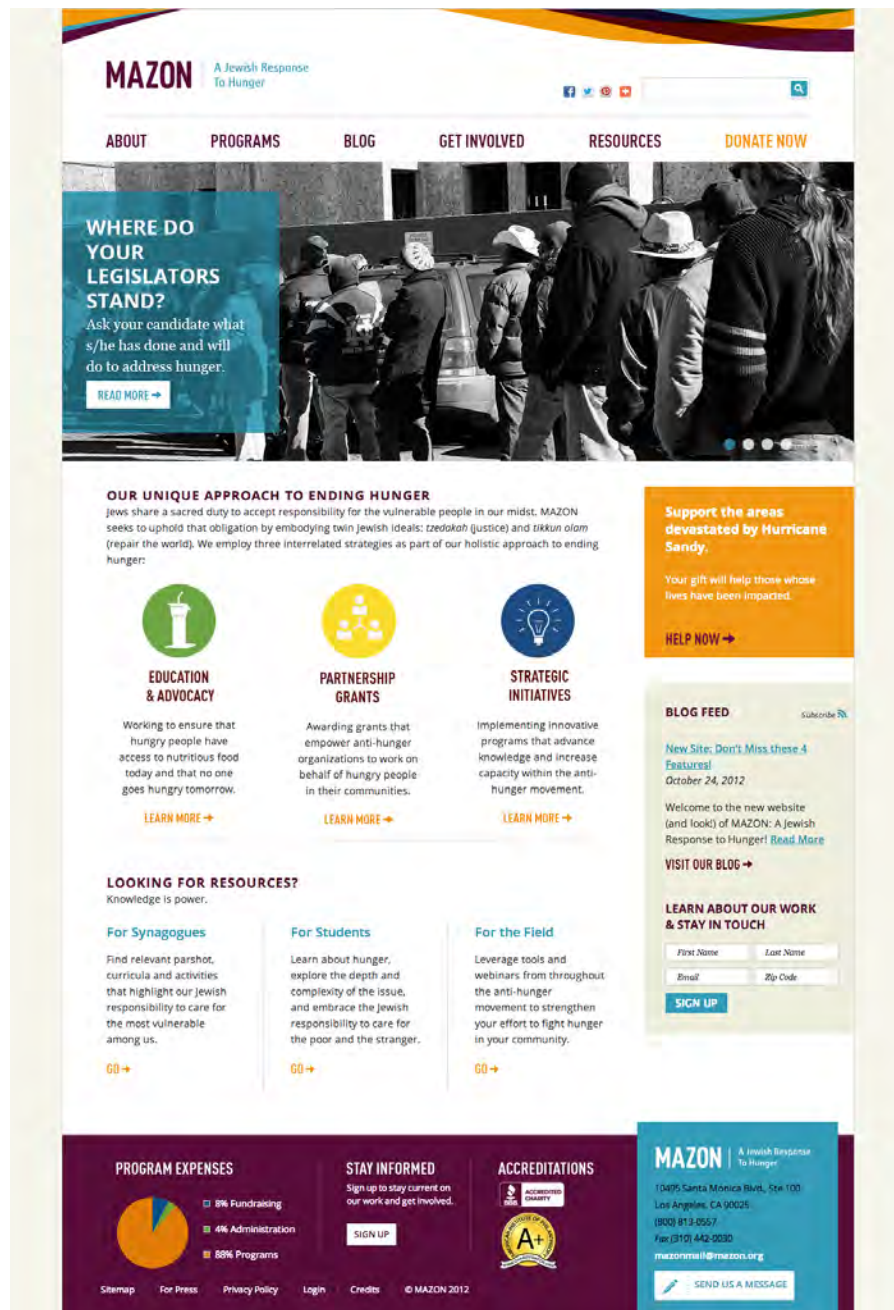 MAZON
A Jewish Response
To Hunger
ABOUT
PROGRAMS
BLOG
GET INVOLVED
RESOURCES
DONATE NOW
WHERE DO
YOUR
LEGISLATORS
STAND?
Ask your candidate what
s/he has done and will
do to address hunger.
READ MORE →
OUR UNIQUE APPROACH TO ENDING HUNGER
Jews share a sacred duty to accept responsibility for the vulnerable people in our midst. MAZON
seeks to uphold that obligation by embodying twin Jewish ideals: tzedakah (justice) and tikkun olam
(repair the world). We employ three interrelated strategies as part of our holistic approach to ending
hunger:
EDUCATION
& ADVOCACY
Working to ensure that
hungry people have
access to nutritious food
today and that no one
goes hungry tomorrow.
LEARN MORE →
PARTNERSHIP
GRANTS
Awarding grants that
empower anti-hunger
organizations to work on
behalf of hungry people
in their communities.
LEARN MORE →
STRATEGIC
INITIATIVES
Implementing innovative
programs that advance
knowledge and increase
capacity within the anti-
hunger movement.
LEARN MORE →
Support the areas
devastated by Hurricane
Sandy.
Your gift will help those whose
lives have been impacted.
HELP NOW →
BLOG FEED
Subscribe
New Site: Don't Miss these 4
Features!
October 24, 2012
Welcome to the new website
(and look!) of MAZON: A Jewish
Response to Hunger! Read More
VISIT OUR BLOG →
LEARN ABOUT OUR WORK
& STAY IN TOUCH
First Name
Last Name
Email
Zip Code
SIGN UP
LOOKING FOR RESOURCES?
Knowledge is power.
For Synagogues
Find relevant parshot,
curricula and activities
that highlight our Jewish
responsibility to care for
the most vulnerable
among us.
GO →
For Students
Learn about hunger,
explore the depth and
complexity of the issue,
and embrace the Jewish
responsibility to care for
the poor and the stranger.
GO →
For the Field
Leverage tools and
webinars from throughout
the anti-hunger
movement to strengthen
your effort to fight hunger
in your community.
GO →
PROGRAM EXPENSES
8% Fundraising
4% Administration
88% Programs
STAY INFORMED
Sign up to stay current on
our work and get involved.
SIGN UP
ACCREDITATIONS
BBB
ACCREDITED
CHARITY
A+
MAZON
A Jewish Response
To Hunger
10495 Santa Monica Blvd., Ste 100
Los Angeles, CA 90025
(800) 813-0557
Fax (310) 442-0030
mazonmail@mazon.org
SEND US A MESSAGE
Sitemap
For Press
Privacy Policy
Login
Credits
© MAZON 2012